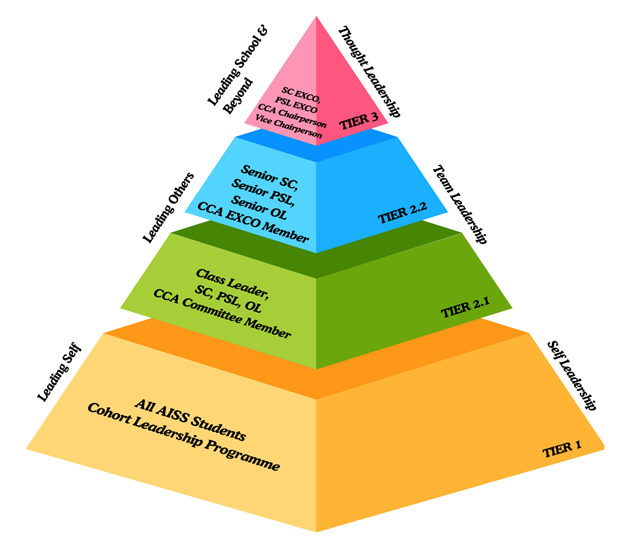 Leading School &
Beyond
Thought Leadership
SC EXCO,
PSL EXCO
CCA Chairperson
Vice Chairperson
TIER 3
Leading Others
Team Leadership
Senior SC,
Senior PSL,
Senior OL
CCA EXCO Member
TIER 2.2
Class Leader,
SC, PSL, OL
CCA Committee Member
TIER 2.1
Leading Self
Self Leadership
All AISS Students
Cohort Leadership Programme
TIER 1